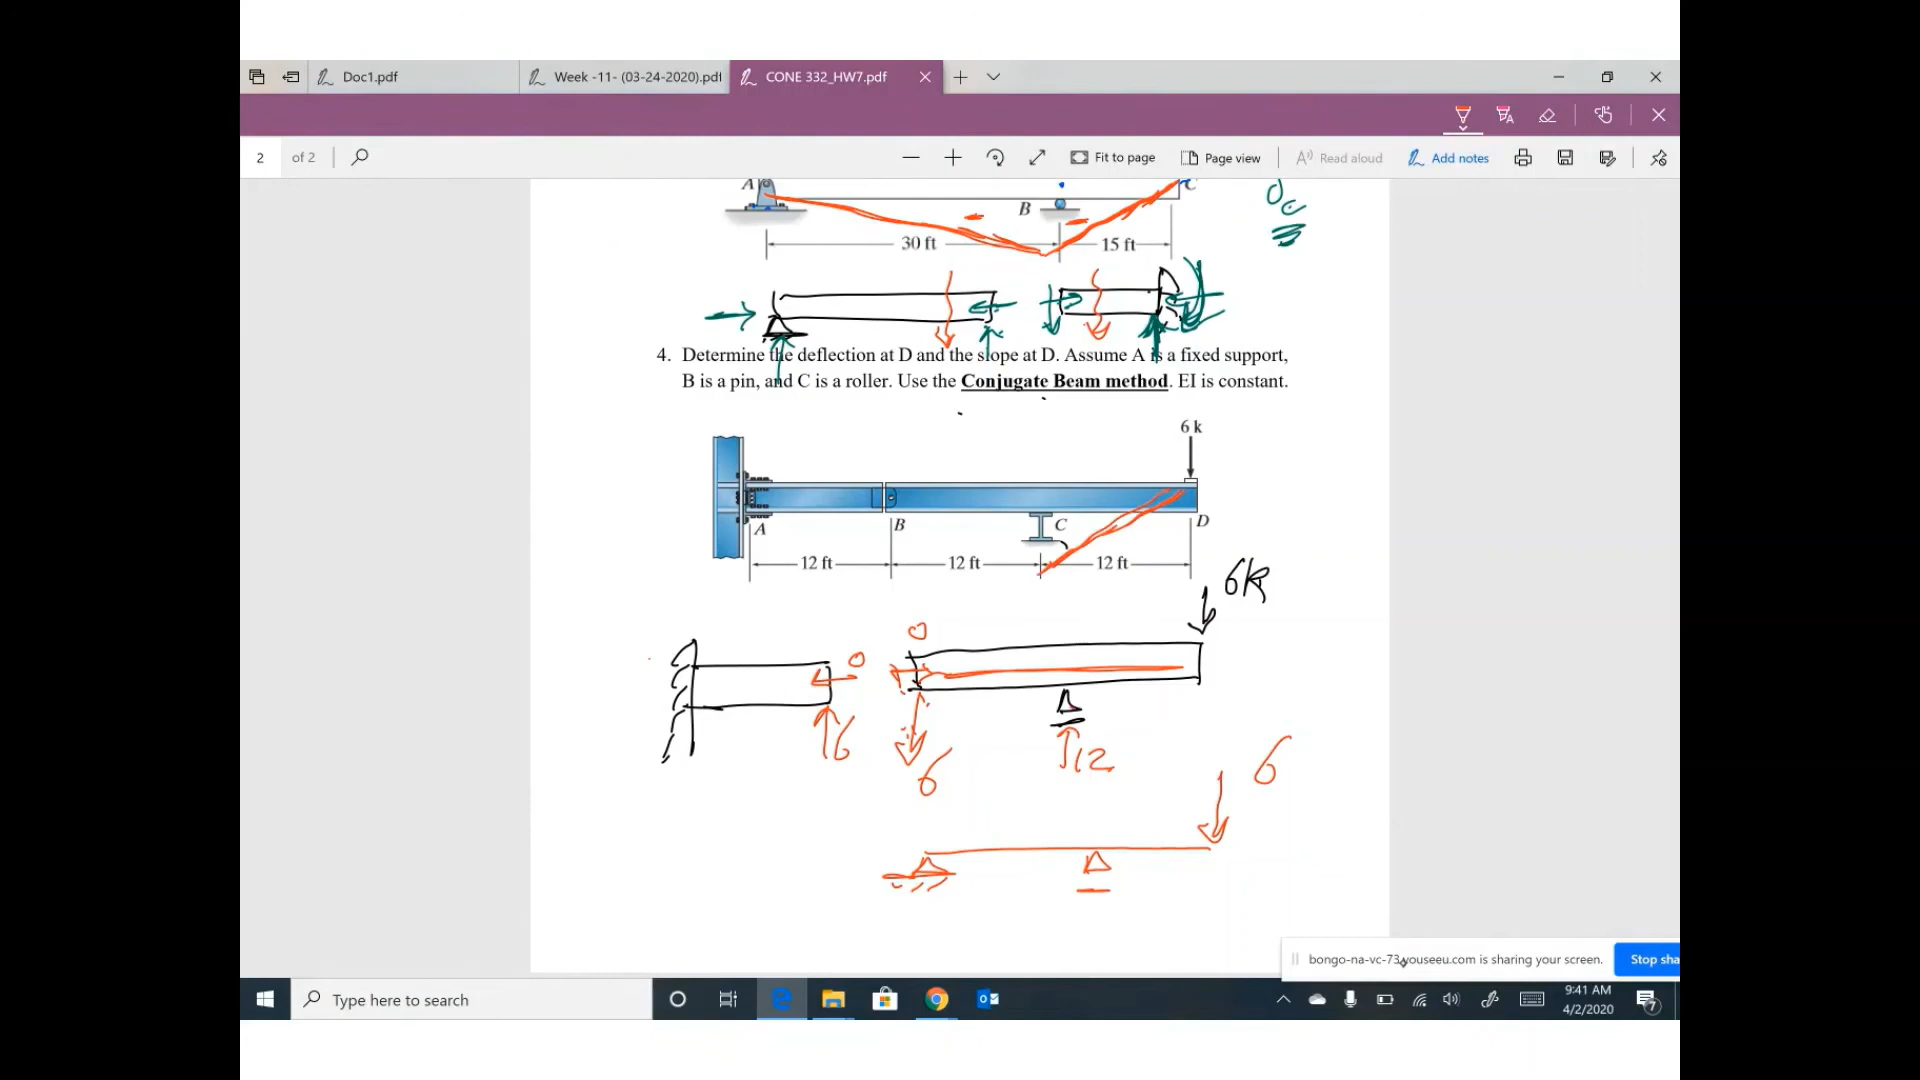 Doc1.pdf
Week -11- (03-24-2020).pdf
CONE 332_HW7.pdf
2 of 2
Fit to page
Page view
Read aloud
Add notes
A
B
C
30 ft
15 ft
4. Determine the deflection at D and the slope at D. Assume A is a fixed support,
B is a pin, and C is a roller. Use the Conjugate Beam method. EI is constant.
6 k
A
B
C
D
12 ft
12 ft
12 ft
6k
0
0
6
12
6
6
bongo-na-vc-73.youseeu.com is sharing your screen.
Stop sha
Type here to search
9:41 AM
4/2/2020
7